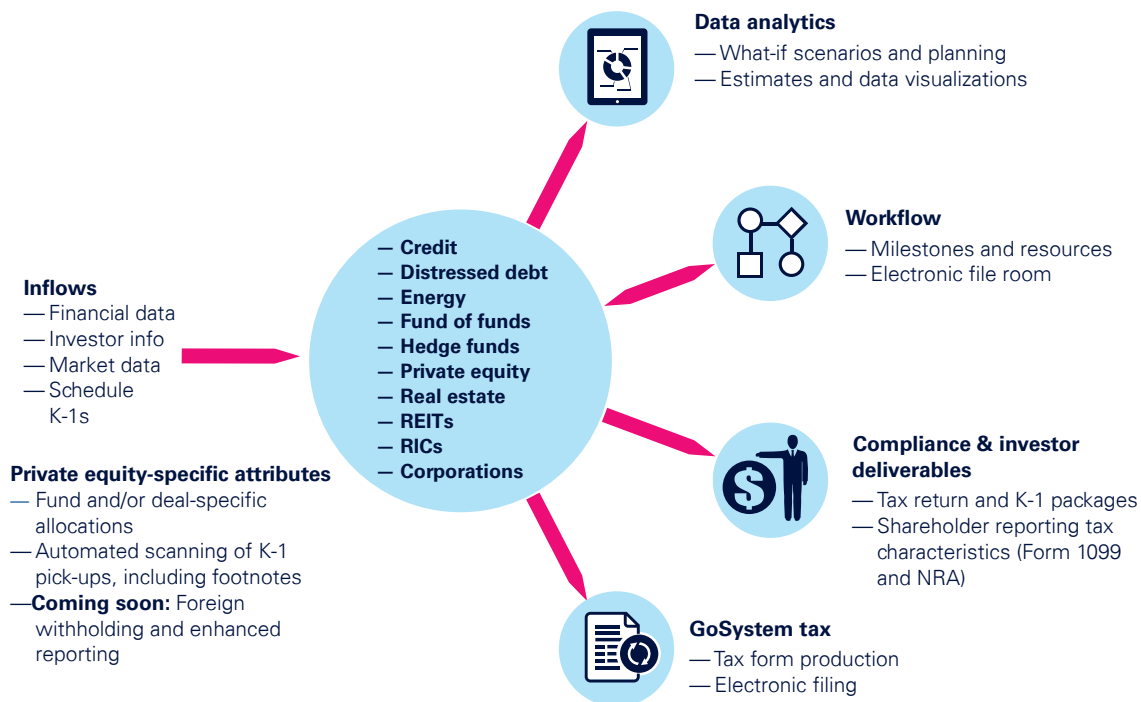 Data analytics
— What-if scenarios and planning
— Estimates and data visualizations
Workflow
— Milestones and resources
— Electronic file room
Inflows
— Financial data
— Investor info
— Market data
— Schedule
K-1s
— Credit
— Distressed debt
— Energy
— Fund of funds
— Hedge funds
— Private equity
— Real estate
— REITs
— RICs
— Corporations
Private equity-specific attributes
— Fund and/or deal-specific
allocations
— Automated scanning of K-1
pick-ups, including footnotes
— Coming soon: Foreign
withholding and enhanced
reporting
$
Compliance & investor
deliverables
— Tax return and K-1 packages
— Shareholder reporting tax
characteristics (Form 1099
and NRA)
GoSystem tax
— Tax form production
— Electronic filing